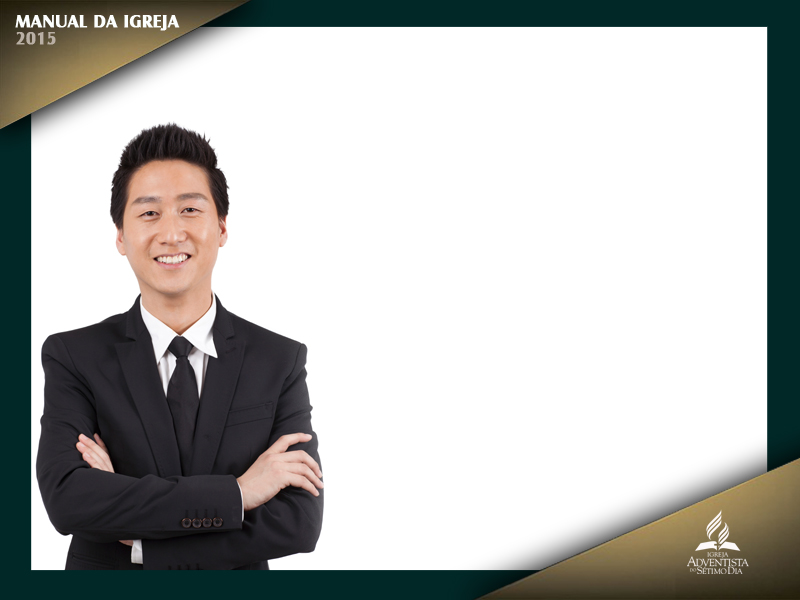 MANUAL DA IGREJA
2015
IGREJA
ADVENTISTA
DO SÉTIMO DIA